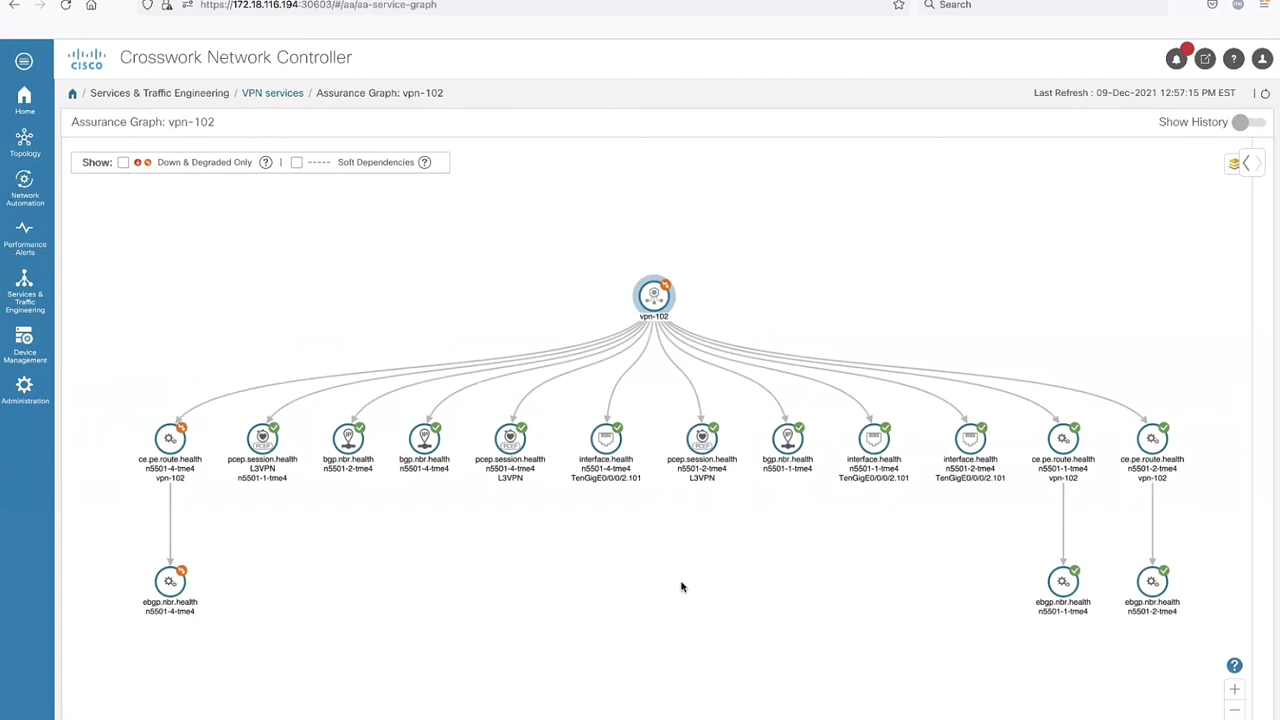 https://172.18.116.194:30603/#/aa/aa-service-graph
Search
CISCO
Crosswork Network Controller
Home
Topology
Network
Automation
Performance
Alerts
Services &
Traffic
Engineering
Device
Management
Administration
/ Services & Traffic Engineering / VPN services / Assurance Graph: vpn-102
Last Refresh : 09-Dec-2021 12:57:15 PM EST
Assurance Graph: vpn-102
Show History
Show: Down & Degraded Only ? | ----- Soft Dependencies ?
vpn-102
ce.pe.route.health
n5501-4-tme4
vpn-102
pcep.session.health
L3VPN
n5501-1-tme4
bgp.nbr.health
n5501-2-tme4
bgp.nbr.health
n5501-4-tme4
pcep.session.health
n5501-4-tme4
L3VPN
interface.health
n5501-4-tme4
TenGigE0/0/0/2.101
pcep.session.health
n5501-2-tme4
L3VPN
bgp.nbr.health
n5501-1-tme4
interface.health
n5501-1-tme4
TenGigE0/0/0/2.101
interface.health
n5501-2-tme4
TenGigE0/0/0/2.101
ce.pe.route.health
n5501-1-tme4
vpn-102
ce.pe.route.health
n5501-2-tme4
vpn-102
ebgp.nbr.health
n5501-4-tme4
ebgp.nbr.health
n5501-1-tme4
ebgp.nbr.health
n5501-2-tme4